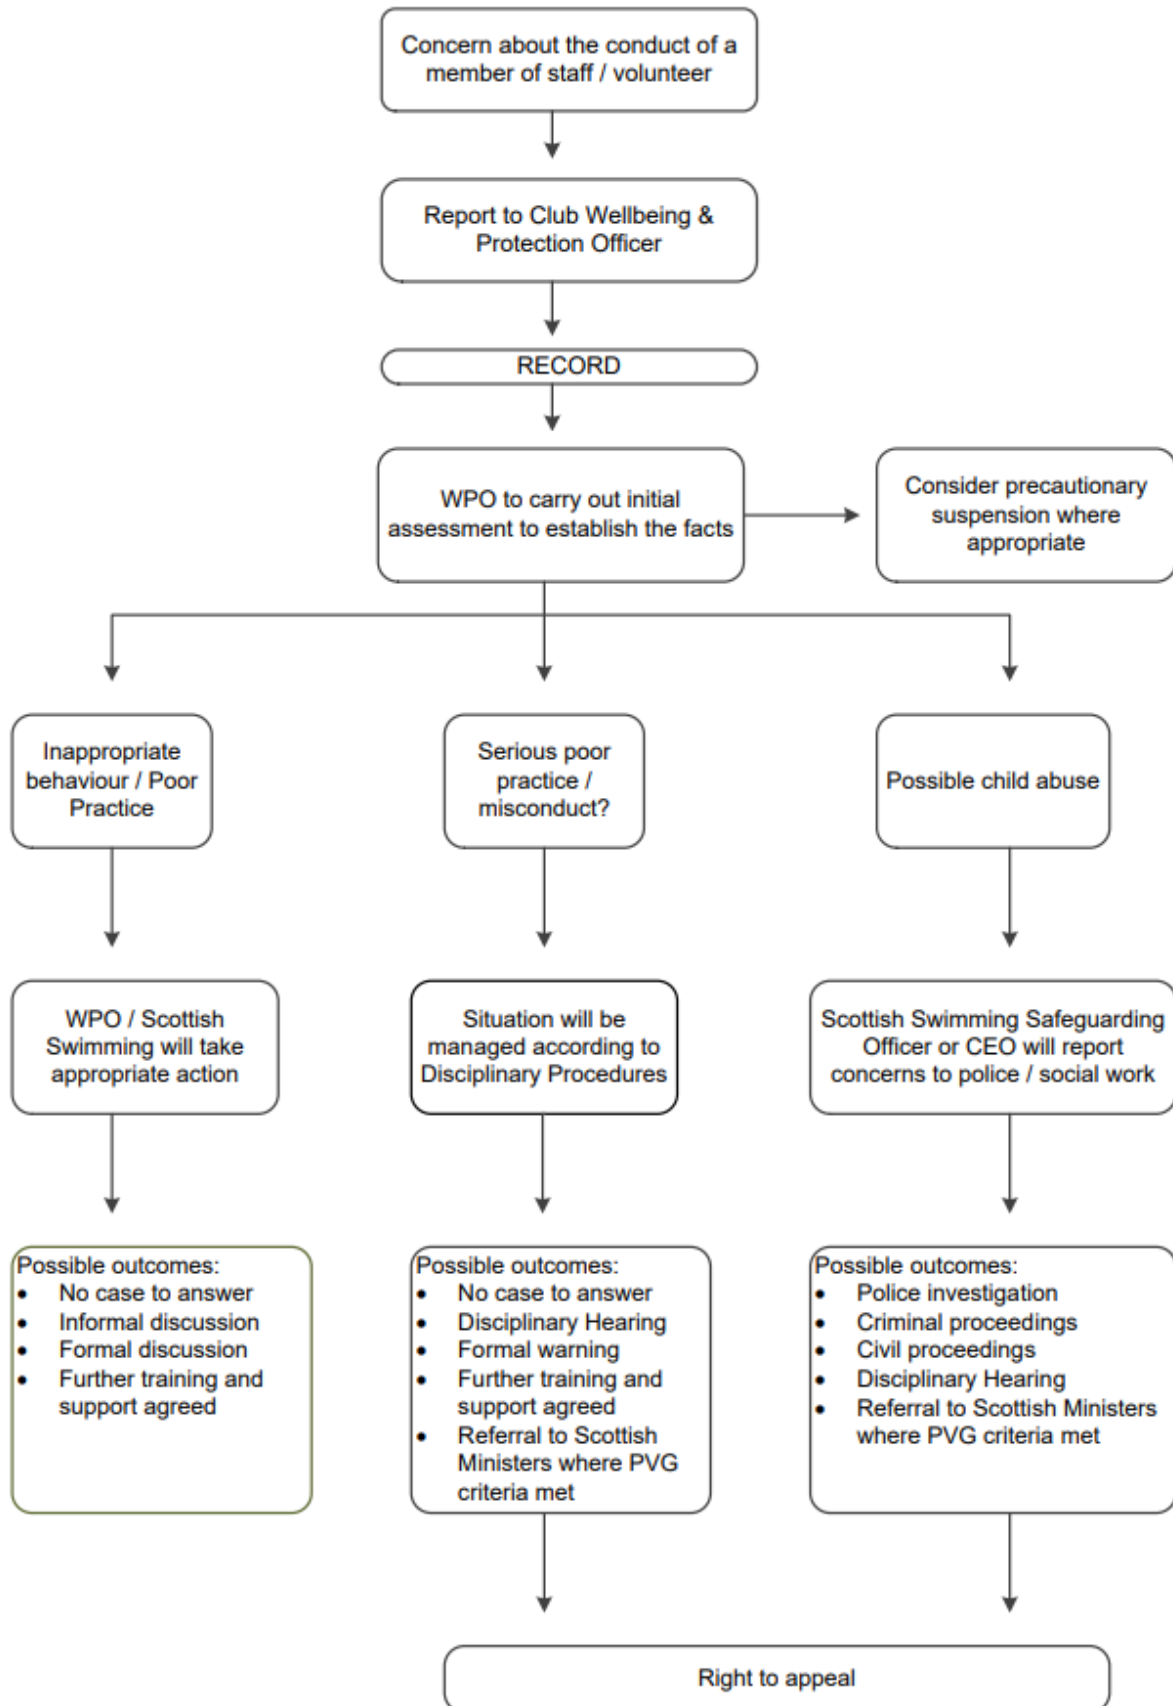 Concern about the conduct of a
member of staff / volunteer
Report to Club Wellbeing &
Protection Officer
RECORD
WPO to carry out initial
assessment to establish the facts
Consider precautionary
suspension where
appropriate
Inappropriate
behaviour / Poor
Practice
Serious poor
practice /
misconduct?
Possible child abuse
WPO / Scottish
Swimming will take
appropriate action
Situation will be
managed according to
Disciplinary Procedures
Scottish Swimming Safeguarding
Officer or CEO will report
concerns to police / social work
Possible outcomes:
• No case to answer
• Informal discussion
• Formal discussion
• Further training and
support agreed
Possible outcomes:
• No case to answer
• Disciplinary Hearing
• Formal warning
• Further training and
support agreed
• Referral to Scottish
Ministers where PVG
criteria met
Possible outcomes:
• Police investigation
• Criminal proceedings
• Civil proceedings
• Disciplinary Hearing
• Referral to Scottish Ministers
where PVG criteria met
Right to appeal